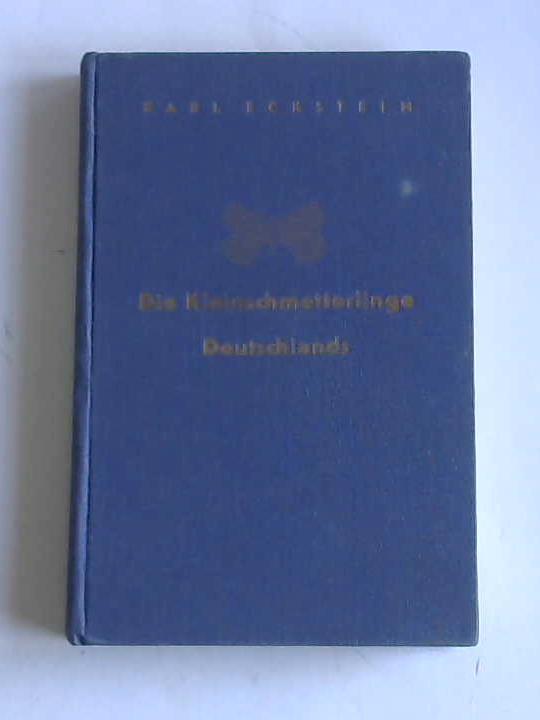 KARL ECKSTEIN
Die Kleinschmetterlinge
Deutschlands